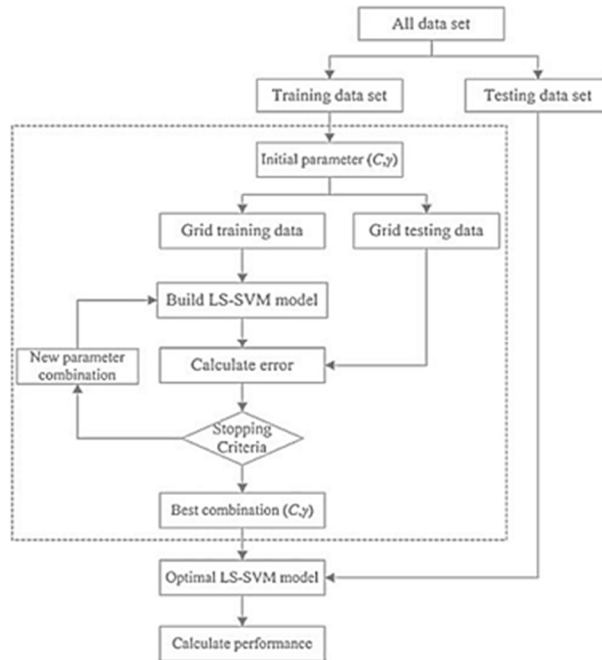 All data set
Training data set
Testing data set
Initial parameter (C,γ)
Grid training data
Grid testing data
Build LS-SVM model
New parameter
combination
Calculate error
Stopping
Criteria
Best combination (C,γ)
Optimal LS-SVM model
Calculate performance